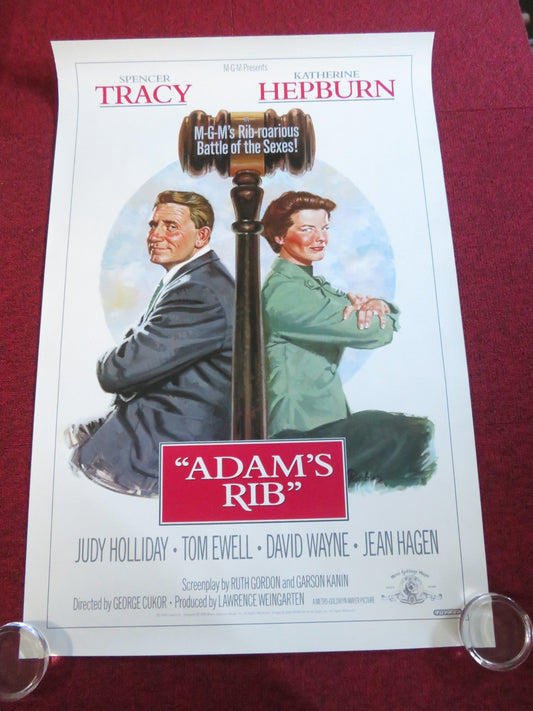 M-G-M Presents
SPENCER KATHERINE
TRACY HEPBURN
M-G-M's Rib-roarious
Battle of the Sexes!
"ADAM'S
RIB"
JUDY HOLLIDAY • TOM EWELL • DAVID WAYNE • JEAN HAGEN
Screenplay by RUTH GORDON and GARSON KANIN
Directed by GEORGE CUKOR • Produced by LAWRENCE WEINGARTEN A METRO-GOLDWYN-MAYER PICTURE